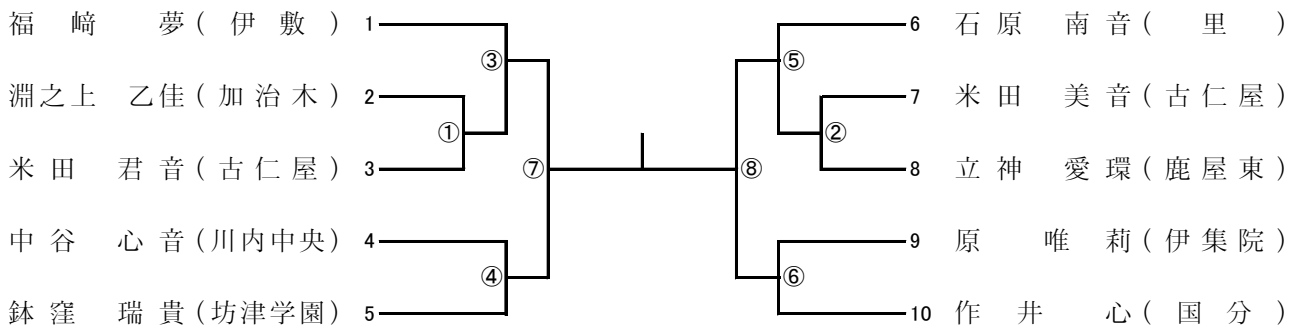 福﨑 夢(伊敷) 1
6 石原 南音(里)
③
⑤
淵之上 乙佳(加治木) 2
7 米田 美音(古仁屋)
①
②
米田 君音(古仁屋) 3
⑦
⑧
8 立神 愛環(鹿屋東)
中谷 心音(川内中央) 4
9 原 唯莉(伊集院)
④
⑥
鉢窪 瑞貴(坊津学園) 5
10 作井 心(国分)